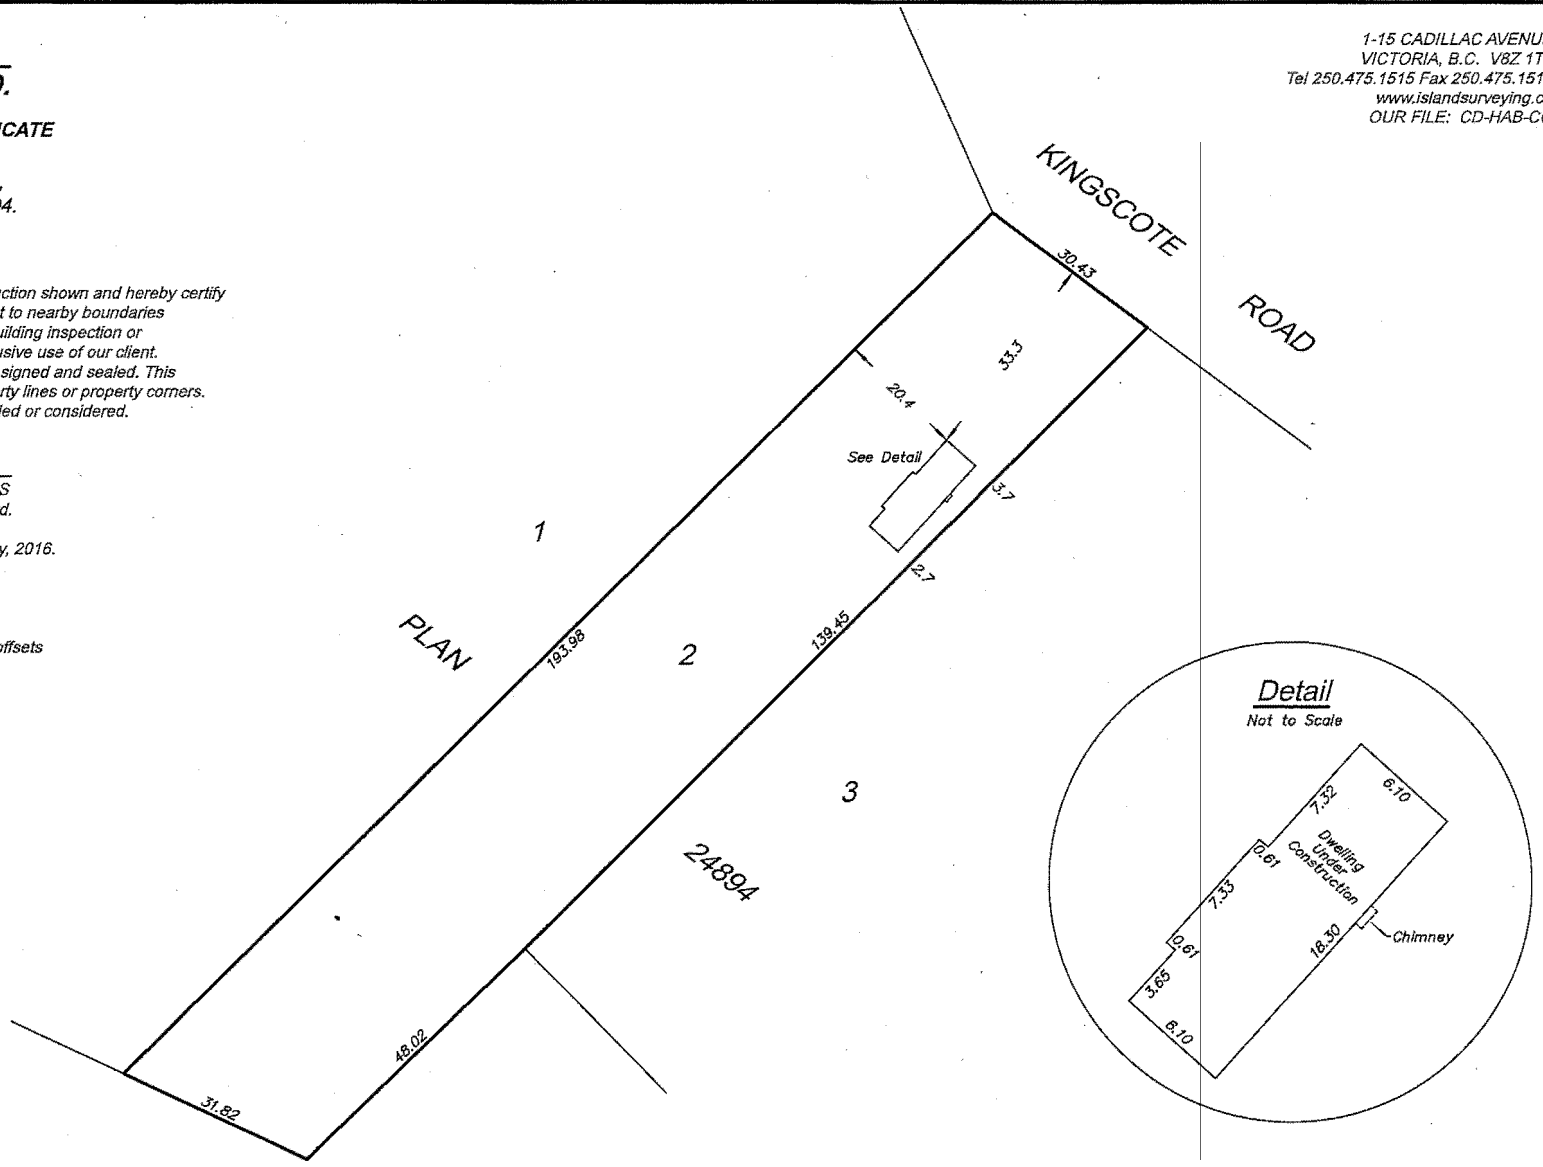 1-15 CADILLAC AVENU
VICTORIA, B.C. V8Z 1T
Tel 250.475.1515 Fax 250.475.151
www.islandsurveying.c
OUR FILE: CD-HAB-C
ICATE
04.
ction shown and hereby certify
t to nearby boundaries
uilding inspection or
usive use of our client.
signed and sealed. This
rty lines or property corners.
ed or considered.
S
d.
y, 2016.
offsets
KINGSCOTE
ROAD
30.43
33.3
20.4
See Detail
3.7
2.7
1
PLAN
193.98
2
139.45
3
24894
48.02
31.82
Detail
Not to Scale
6.10
7.32
Dwelling
Under
Construction
0.61
7.33
18.30
Chimney
0.61
3.65
6.10